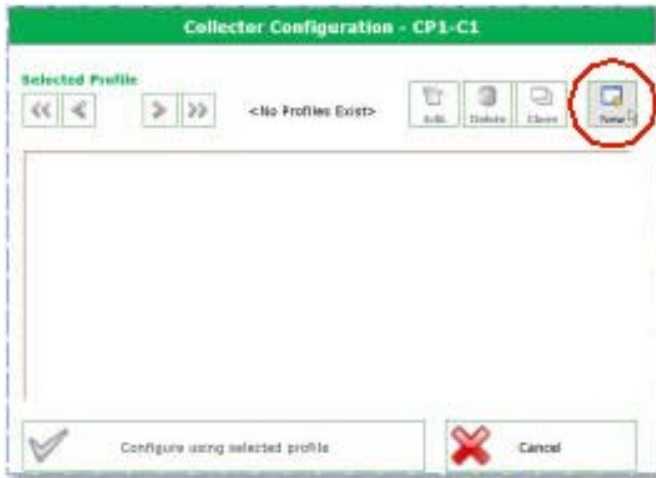 Collector Configuration - CP1-C1
Selected Profile
<No Profiles Exist>
Edit Delete Clone New
Configure using selected profile
Cancel